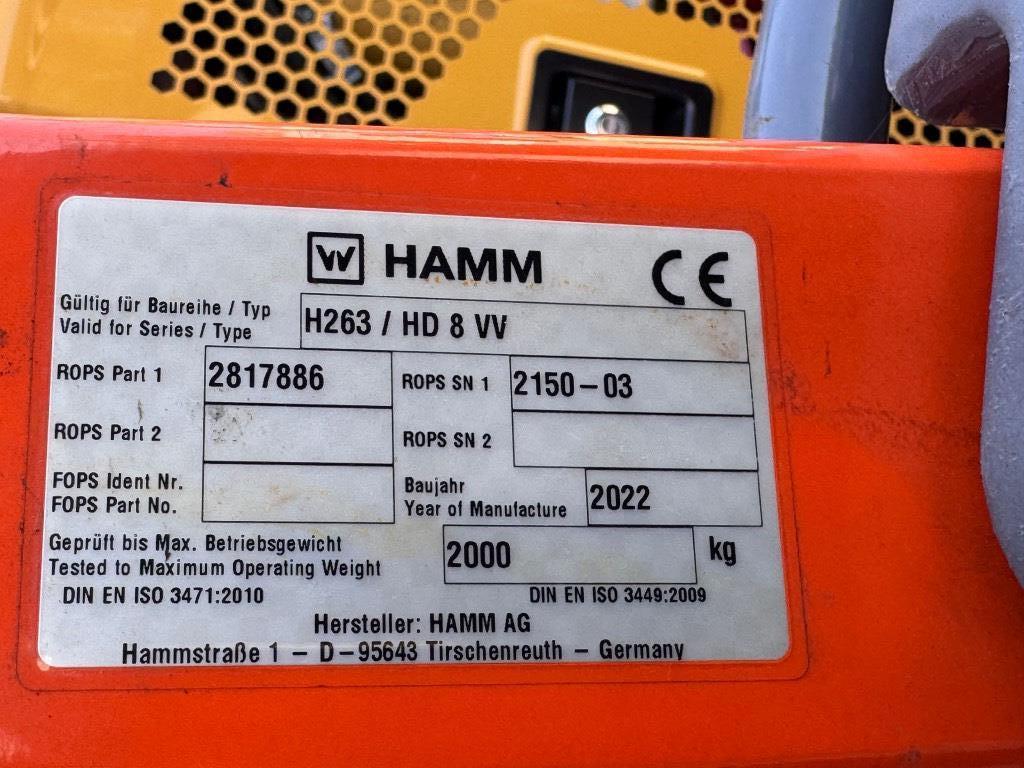 HAMM CE
Gültig für Baureihe / Typ
Valid for Series / Type H263 / HD 8 VV
ROPS Part 1 2817886 ROPS SN 1 2150-03
ROPS Part 2 ROPS SN 2
FOPS Ident Nr.
FOPS Part No.
Baujahr
Year of Manufacture 2022
Geprüft bis Max. Betriebsgewicht
Tested to Maximum Operating Weight 2000 kg
DIN EN ISO 3471:2010 DIN EN ISO 3449:2009
Hersteller: HAMM AG
Hammstraße 1 - D-95643 Tirschenreuth - Germany